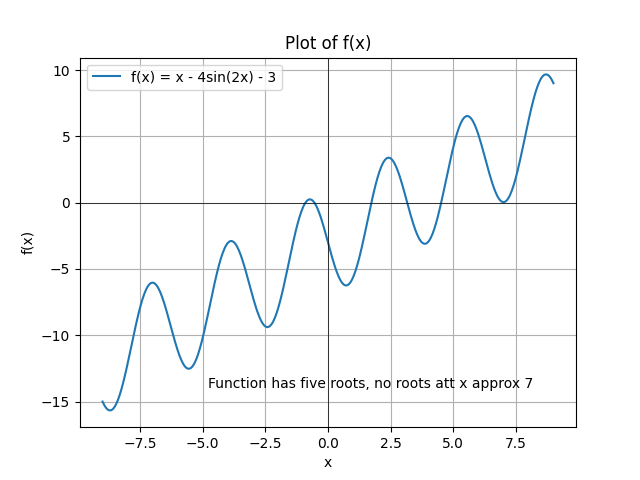 Plot of f(x)
f(x) = x - 4sin(2x) - 3
10
5
0
−5
−10
−15
f(x)
Function has five roots, no roots att x approx 7
−7.5 −5.0 −2.5 0.0 2.5 5.0 7.5
x